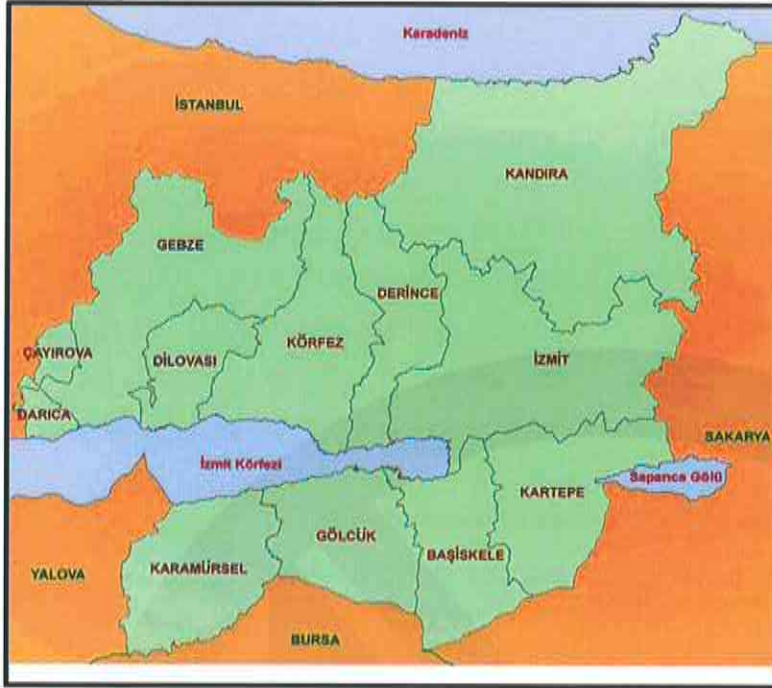 Karadeniz
İSTANBUL
KANDIRA
GEBZE
DERİNCE
KÖRFEZ
ÇAYIROVA
DİLOVASI
İZMİT
DARICA
SAKARYA
İzmit Körfezi
Sapanca Gölü
KARTEPE
GÖLCÜK
BAŞİSKELE
KARAMÜRSEL
YALOVA
BURSA